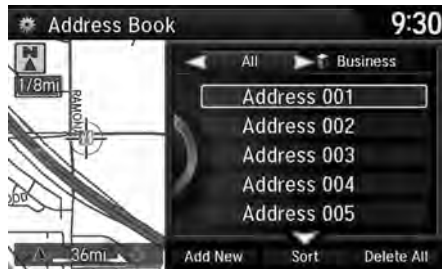 Address Book
9:30
N
1/8mi
RAMON
All
Business
Address 001
Address 002
Address 003
Address 004
Address 005
36mi
Add New
Sort
Delete All